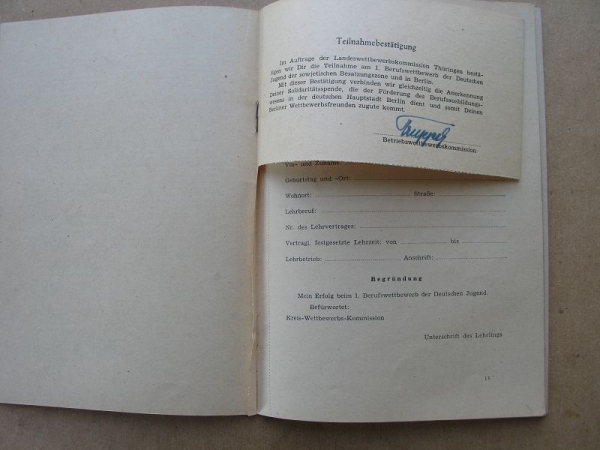 Teilnahmebestätigung
Im Auftrage der Landeswettbewerbskommission Thüringen bestä-
tigen wir Dir die Teilnahme am 1. Berufswettbewerb der Deutschen
Jugend der sowjetischen Besatzungszone und in Berlin.
Mit dieser Bestätigung verbinden wir gleichzeitig die Anerkennung
Deiner Solidaritätsspende, die der Förderung des Berufsausbildungs-
wesens in der deutschen Hauptstadt Berlin dient und somit Deinen
Berliner Wettbewerbsfreunden zugute kommt.
Betriebswettbewerbskommission
Vor- und Zuname:
Geburtstag und -Ort:
Wohnort: Straße:
Lehrberuf:
Nr. des Lehrvertrages:
Vertragl. festgesetzte Lehrzeit: von bis
Lehrbetrieb: Anschrift:
Begründung
Mein Erfolg beim 1. Berufswettbewerb der Deutschen Jugend.
Befürwortet:
Kreis-Wettbewerbs-Kommission
Unterschrift des Lehrlings